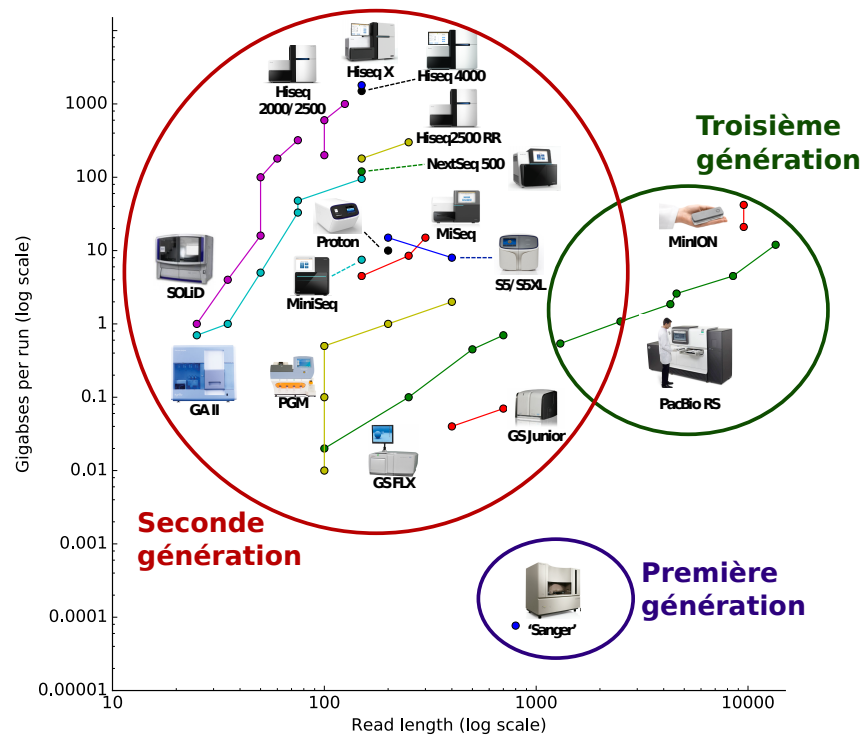 Hiseq X
Hiseq 4000
Hiseq
2000/2500
Hiseq2500 RR
NextSeq 500
Troisième
génération
Proton
MiSeq
MinION
SOLiD
MiniSeq
S5/S5XL
GA II
PGM
PacBio RS
GS FLX
GS Junior
Seconde
génération
Première
génération
'Sanger'
Gigabses per run (log scale)
1000
100
10
1
0.1
0.01
0.001
0.0001
0.00001
10
100
1000
10000
Read length (log scale)